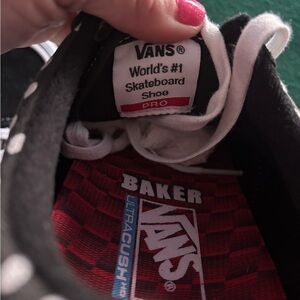 VANS®
World's #1
Skateboard
Shoe
PRO
BAKER
VANS
ULTRACUSH HD